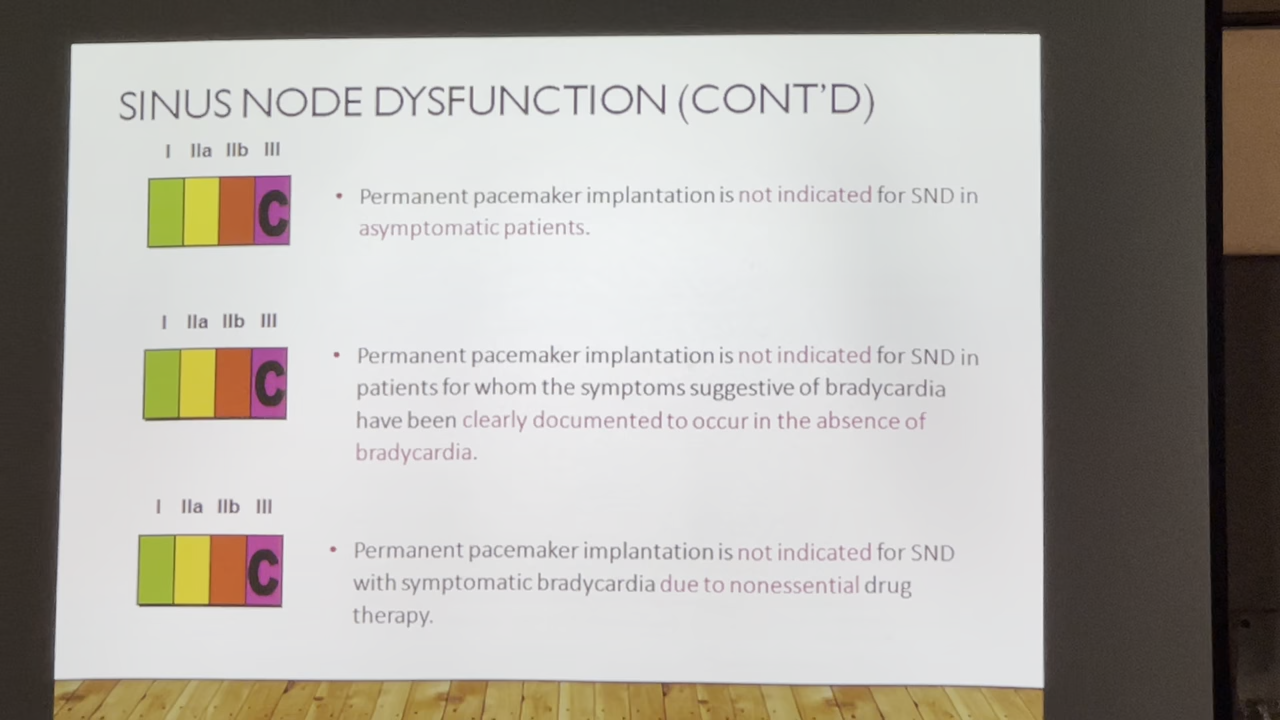 SINUS NODE DYSFUNCTION (CONT'D)
I IIa IIb III
C
• Permanent pacemaker implantation is not indicated for SND in
asymptomatic patients.
I IIa IIb III
C
• Permanent pacemaker implantation is not indicated for SND in
patients for whom the symptoms suggestive of bradycardia
have been clearly documented to occur in the absence of
bradycardia.
I IIa IIb III
C
• Permanent pacemaker implantation is not indicated for SND
with symptomatic bradycardia due to nonessential drug
therapy.